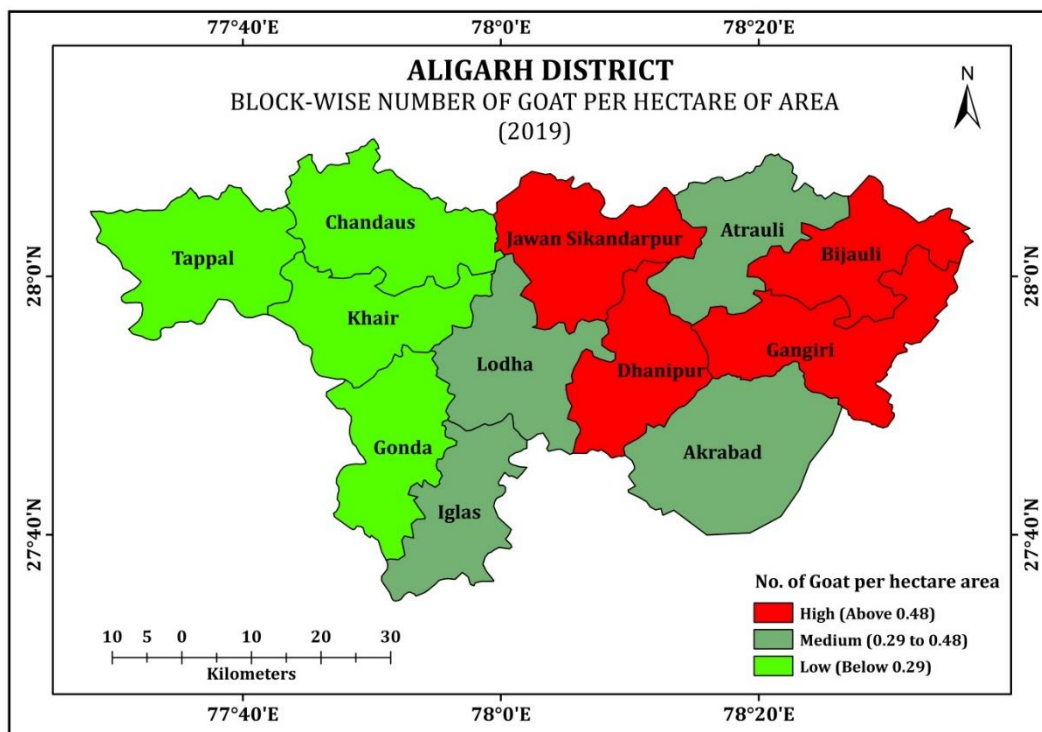 77°40'E 78°0'E 78°20'E
ALIGARH DISTRICT
BLOCK-WISE NUMBER OF GOAT PER HECTARE OF AREA
(2019)
N
Chandaus
Tappal
Jawan Sikandarpur
Atrauli
Bijauli
28°0'N 28°0'N
Khair
Lodha
Dhanipur
Gangiri
Gonda
Akrabad
Iglas
27°40'N 27°40'N
No. of Goat per hectare area
High (Above 0.48)
Medium (0.29 to 0.48)
Low (Below 0.29)
10 5 0 10 20 30
Kilometers
77°40'E 78°0'E 78°20'E